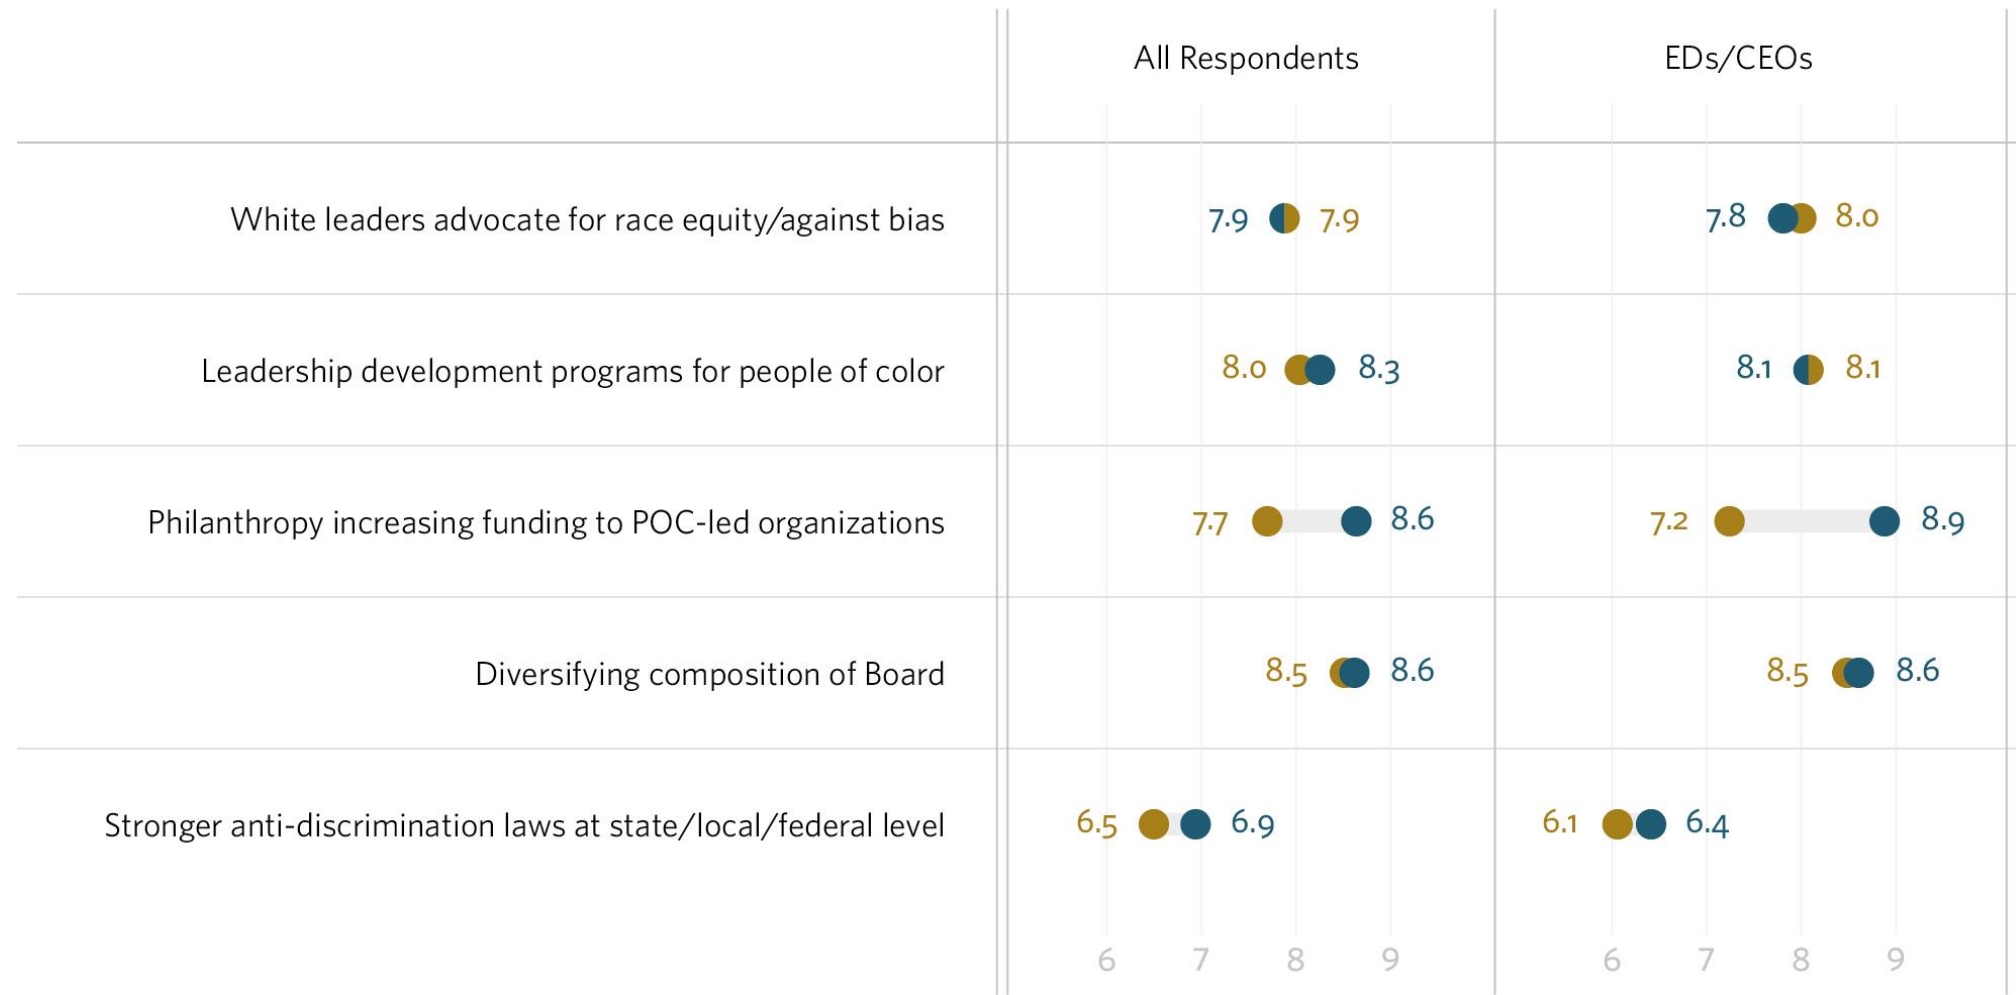 All Respondents EDs/CEOs
White leaders advocate for race equity/against bias 7.9 7.9 7.8 8.0
Leadership development programs for people of color 8.0 8.3 8.1 8.1
Philanthropy increasing funding to POC-led organizations 7.7 8.6 7.2 8.9
Diversifying composition of Board 8.5 8.6 8.5 8.6
Stronger anti-discrimination laws at state/local/federal level 6.5 6.9 6.1 6.4
6 7 8 9 6 7 8 9